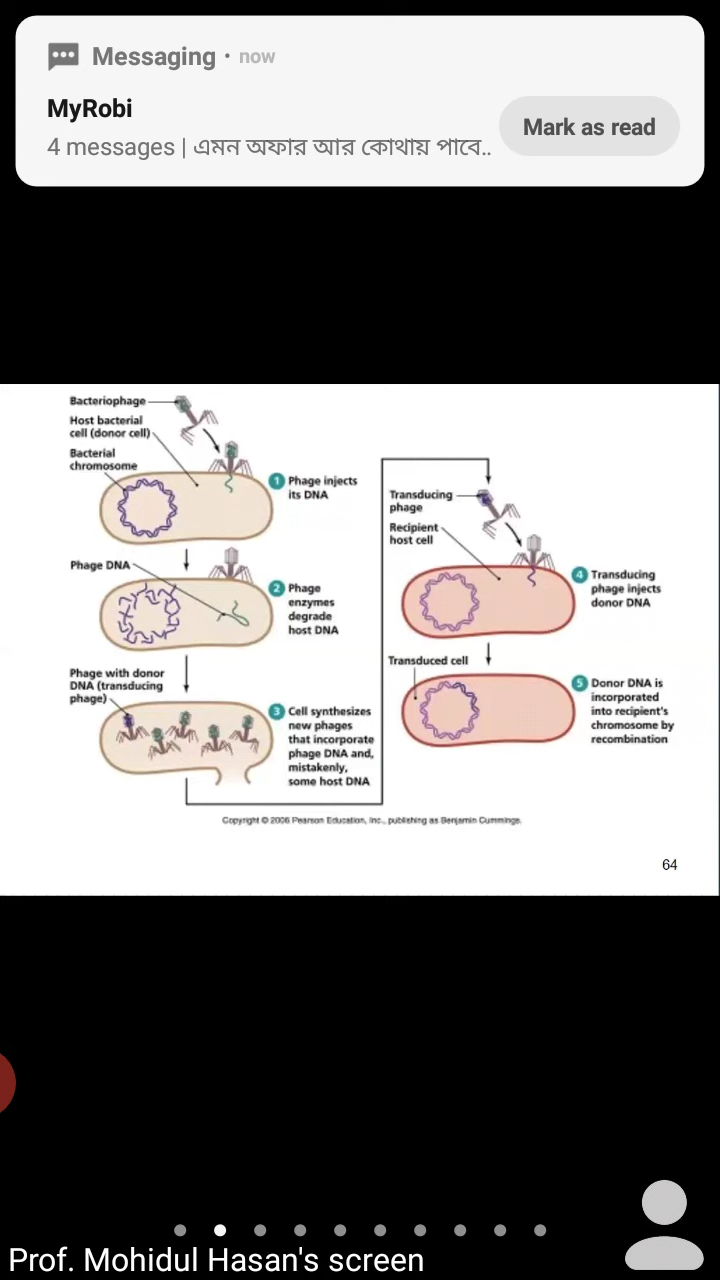 Messaging · now
MyRobi
4 messages | এমন অফার আর কোথায় পাবে..
Mark as read
Bacteriophage
Host bacterial
cell (donor cell)
Bacterial
chromosome
1 Phage injects
its DNA
Phage DNA
2 Phage
enzymes
degrade
host DNA
Phage with donor
DNA (transducing
phage)
3 Cell synthesizes
new phages
that incorporate
phage DNA and,
mistakenly,
some host DNA
Transducing
phage
Recipient
host cell
4 Transducing
phage injects
donor DNA
Transduced cell
5 Donor DNA is
incorporated
into recipient's
chromosome by
recombination
Copyright © 2006 Pearson Education, Inc., publishing as Benjamin Cummings.
64
Prof. Mohidul Hasan's screen